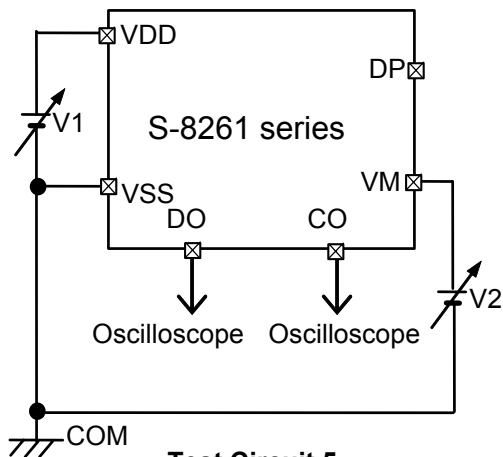 VDD
DP
V1
S-8261 series
VSS
VM
DO
CO
V2
Oscilloscope
Oscilloscope
COM
Test Circuit 5